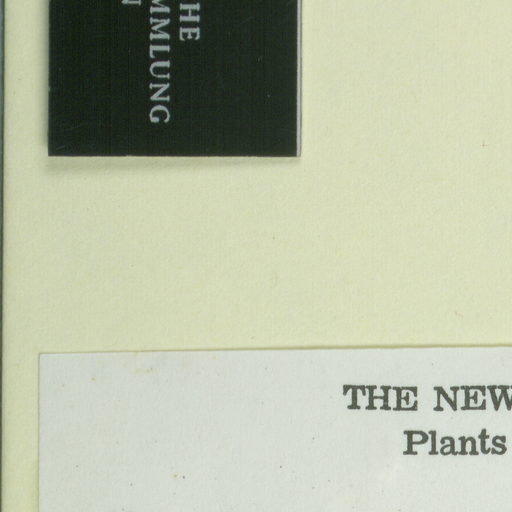 HE
MMLUNG
N
THE NEW
Plants